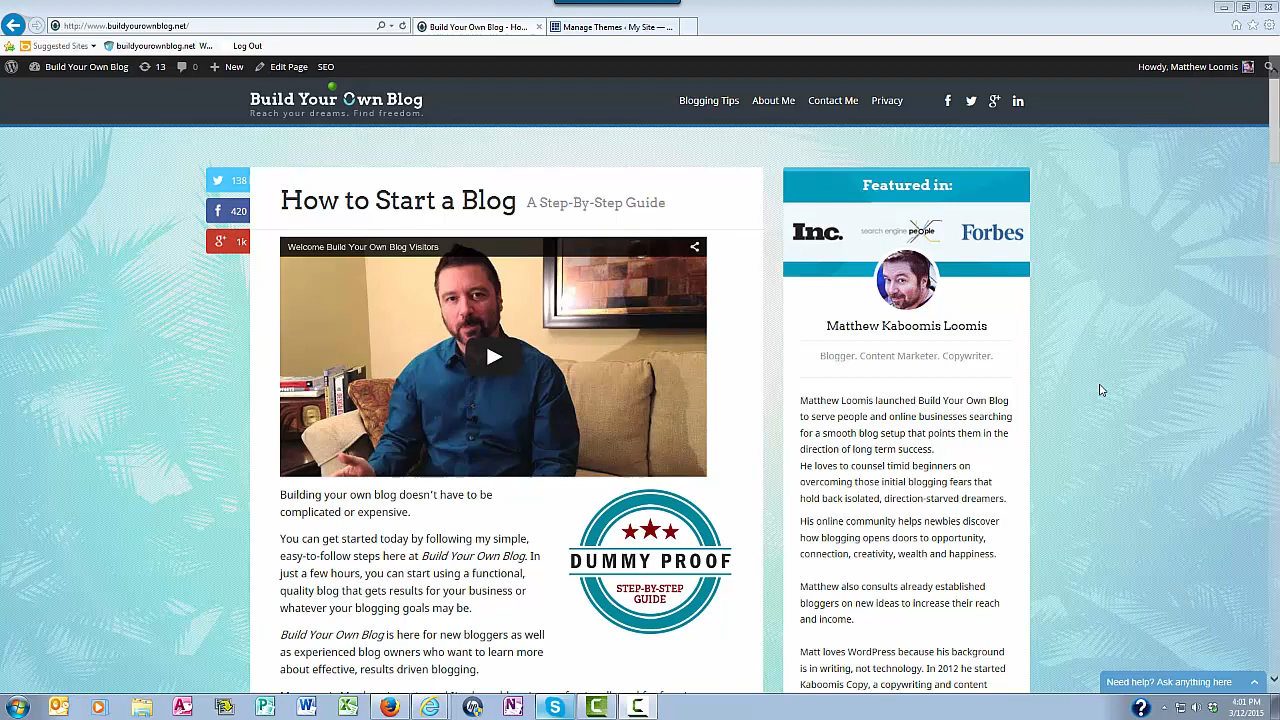 http://www.buildyourownblog.net/
Build Your Own Blog - Ho...
Manage Themes ‹ My Site — ...
Suggested Sites
buildyourownblog.net W...
Log Out
Build Your Own Blog
13
0
New
Edit Page
SEO
Howdy, Matthew Loomis
Build Your Own Blog
Reach your dreams. Find freedom.
Blogging Tips
About Me
Contact Me
Privacy
138
420
1k
How to Start a Blog A Step-By-Step Guide
Welcome Build Your Own Blog Visitors
Building your own blog doesn't have to be
complicated or expensive.
You can get started today by following my simple,
easy-to-follow steps here at Build Your Own Blog. In
just a few hours, you can start using a functional,
quality blog that gets results for your business or
whatever your blogging goals may be.
Build Your Own Blog is here for new bloggers as well
as experienced blog owners who want to learn more
about effective, results driven blogging.
DUMMY PROOF
STEP-BY-STEP
GUIDE
Featured in:
Inc.
search engine people
Forbes
Matthew Kaboomis Loomis
Blogger. Content Marketer. Copywriter.
Matthew Loomis launched Build Your Own Blog
to serve people and online businesses searching
for a smooth blog setup that points them in the
direction of long term success.
He loves to counsel timid beginners on
overcoming those initial blogging fears that
hold back isolated, direction-starved dreamers.
His online community helps newbies discover
how blogging opens doors to opportunity,
connection, creativity, wealth and happiness.
Matthew also consults already established
bloggers on new ideas to increase their reach
and income.
Matt loves WordPress because his background
is in writing, not technology. In 2012 he started
Kaboomis Copy, a copywriting and content
Need help? Ask anything here
4:01 PM
3/12/2015